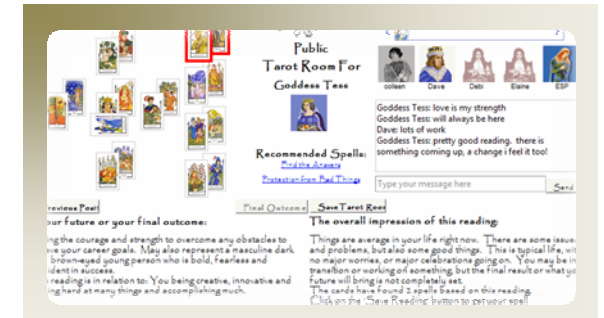 Public
Tarot Room For
Goddess Tess
Recommended Spells:
Find the Answers
Protection from Bad Things
colleen Dave Debi Elaine ESP
Goddess Tess: love is my strength
Goddess Tess: will always be here
Dave: lots of work
Goddess Tess: pretty good reading. there is
something coming up, a change i feel it too!
Type your message here Send
revious Post Final Outcome Save Tarot Room
our future or your final outcome:
ng the courage and strength to overcome any obstacles to
ve your career goals. May also represent a masculine dark
brown-eyed young person who is bold, fearless and
ident in success.
reading is in relation to: You being creative, innovative and
ing hard at many things and accomplishing much.
The overall impression of this reading:
Things are average in your life right now. There are some issue
and problems, but also some good things. This is typical life, wi
no major worries, or major celebrations going on. You may be in
transition or working on something, but the final result or what yo
future will bring is not completely set.
The cards have found 2 spells based on this reading.
Click on the 'Save Reading' button to get your spell